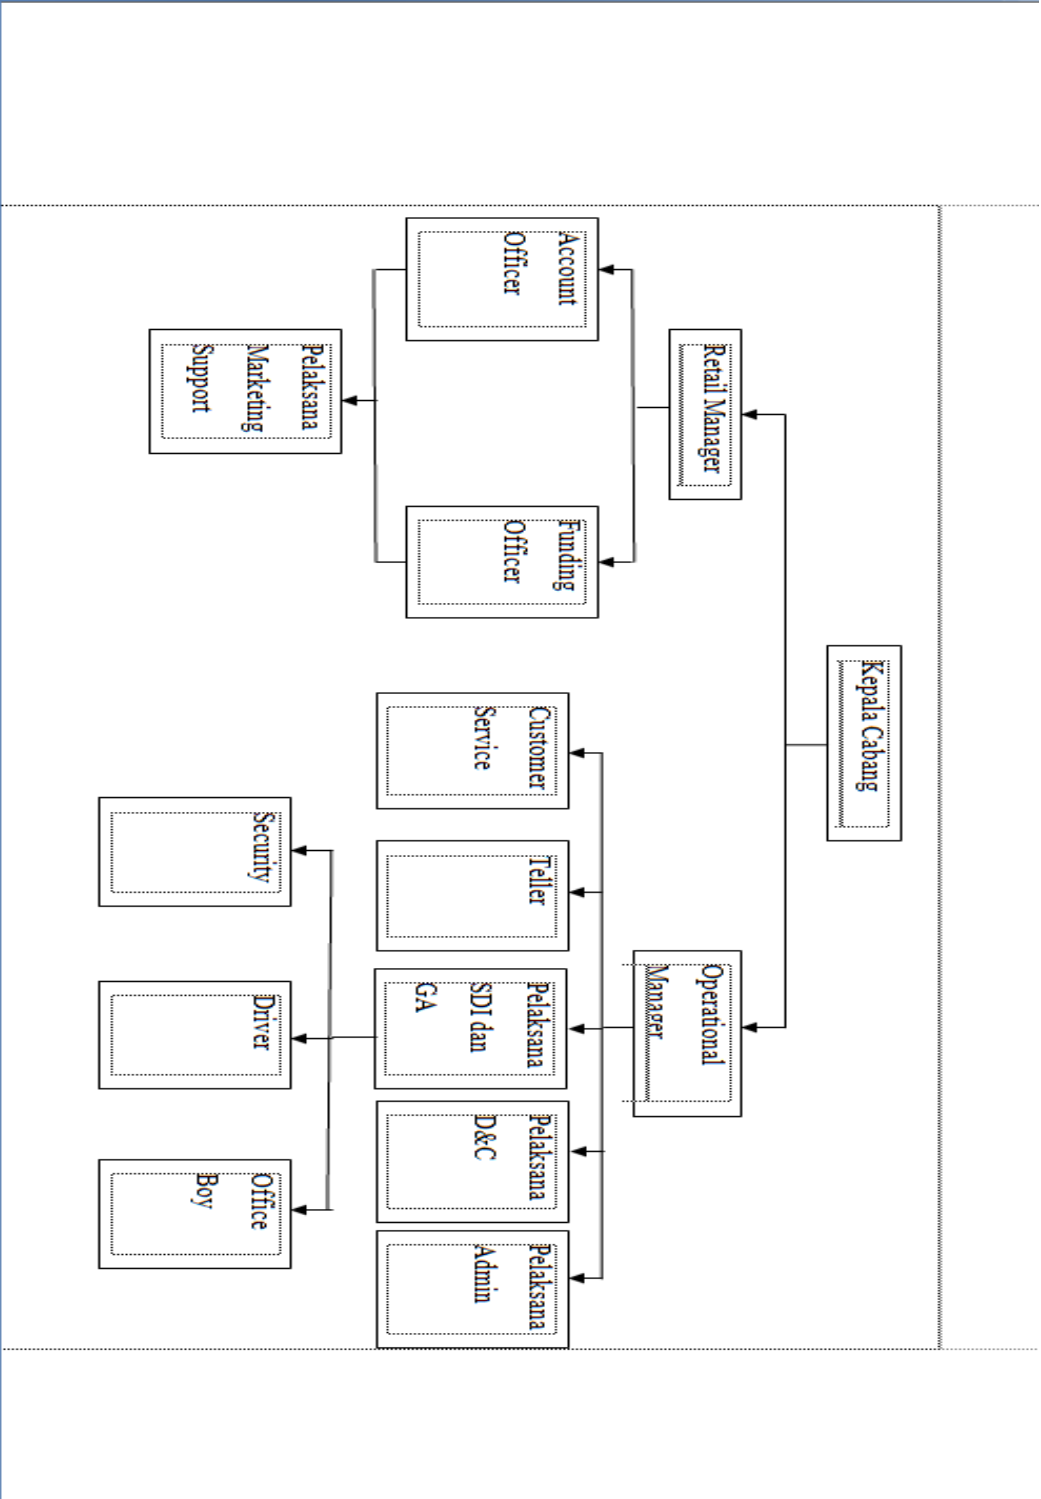 Kepala Cabang
Retail Manager
Operational
Manager
Account
Officer
Funding
Officer
Customer
Service
Teller
Pelaksana
SDI dan
GA
Pelaksana
D&C
Pelaksana
Admin
Pelaksana
Marketing
Support
Security
Driver
Office
Boy